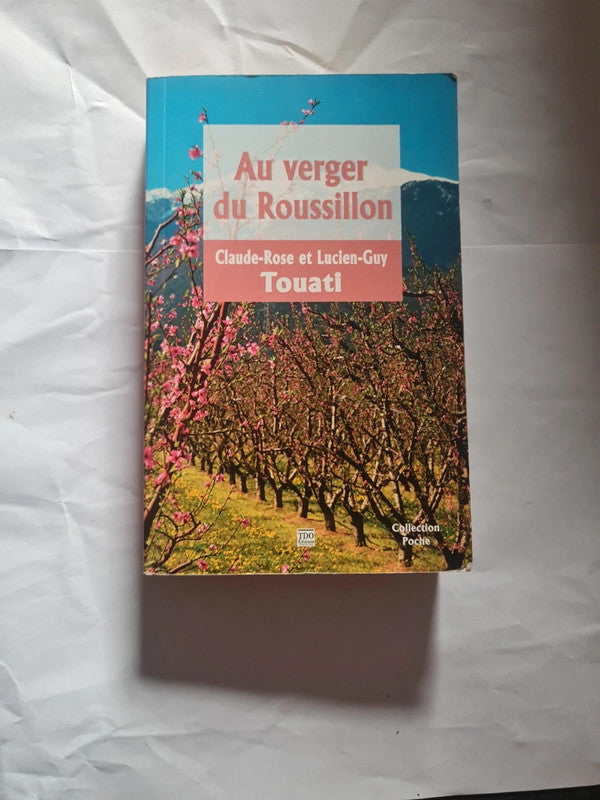 Au verger
du Roussillon
Claude-Rose et Lucien-Guy
Touati
TDO
Éditions
Collection
Poche